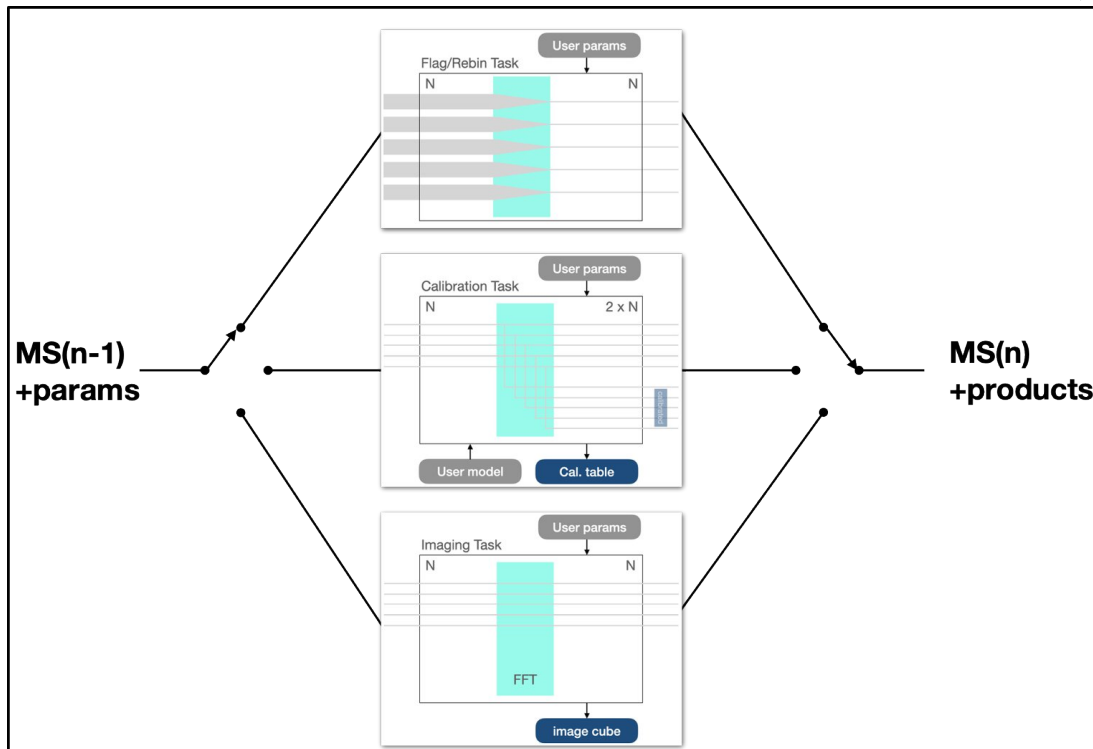 User params
Flag/Rebin Task
N N
User params
Calibration Task
N 2 x N
MS(n-1)
+params
MS(n)
+products
calibrated
User model Cal. table
User params
Imaging Task
N N
FFT
image cube